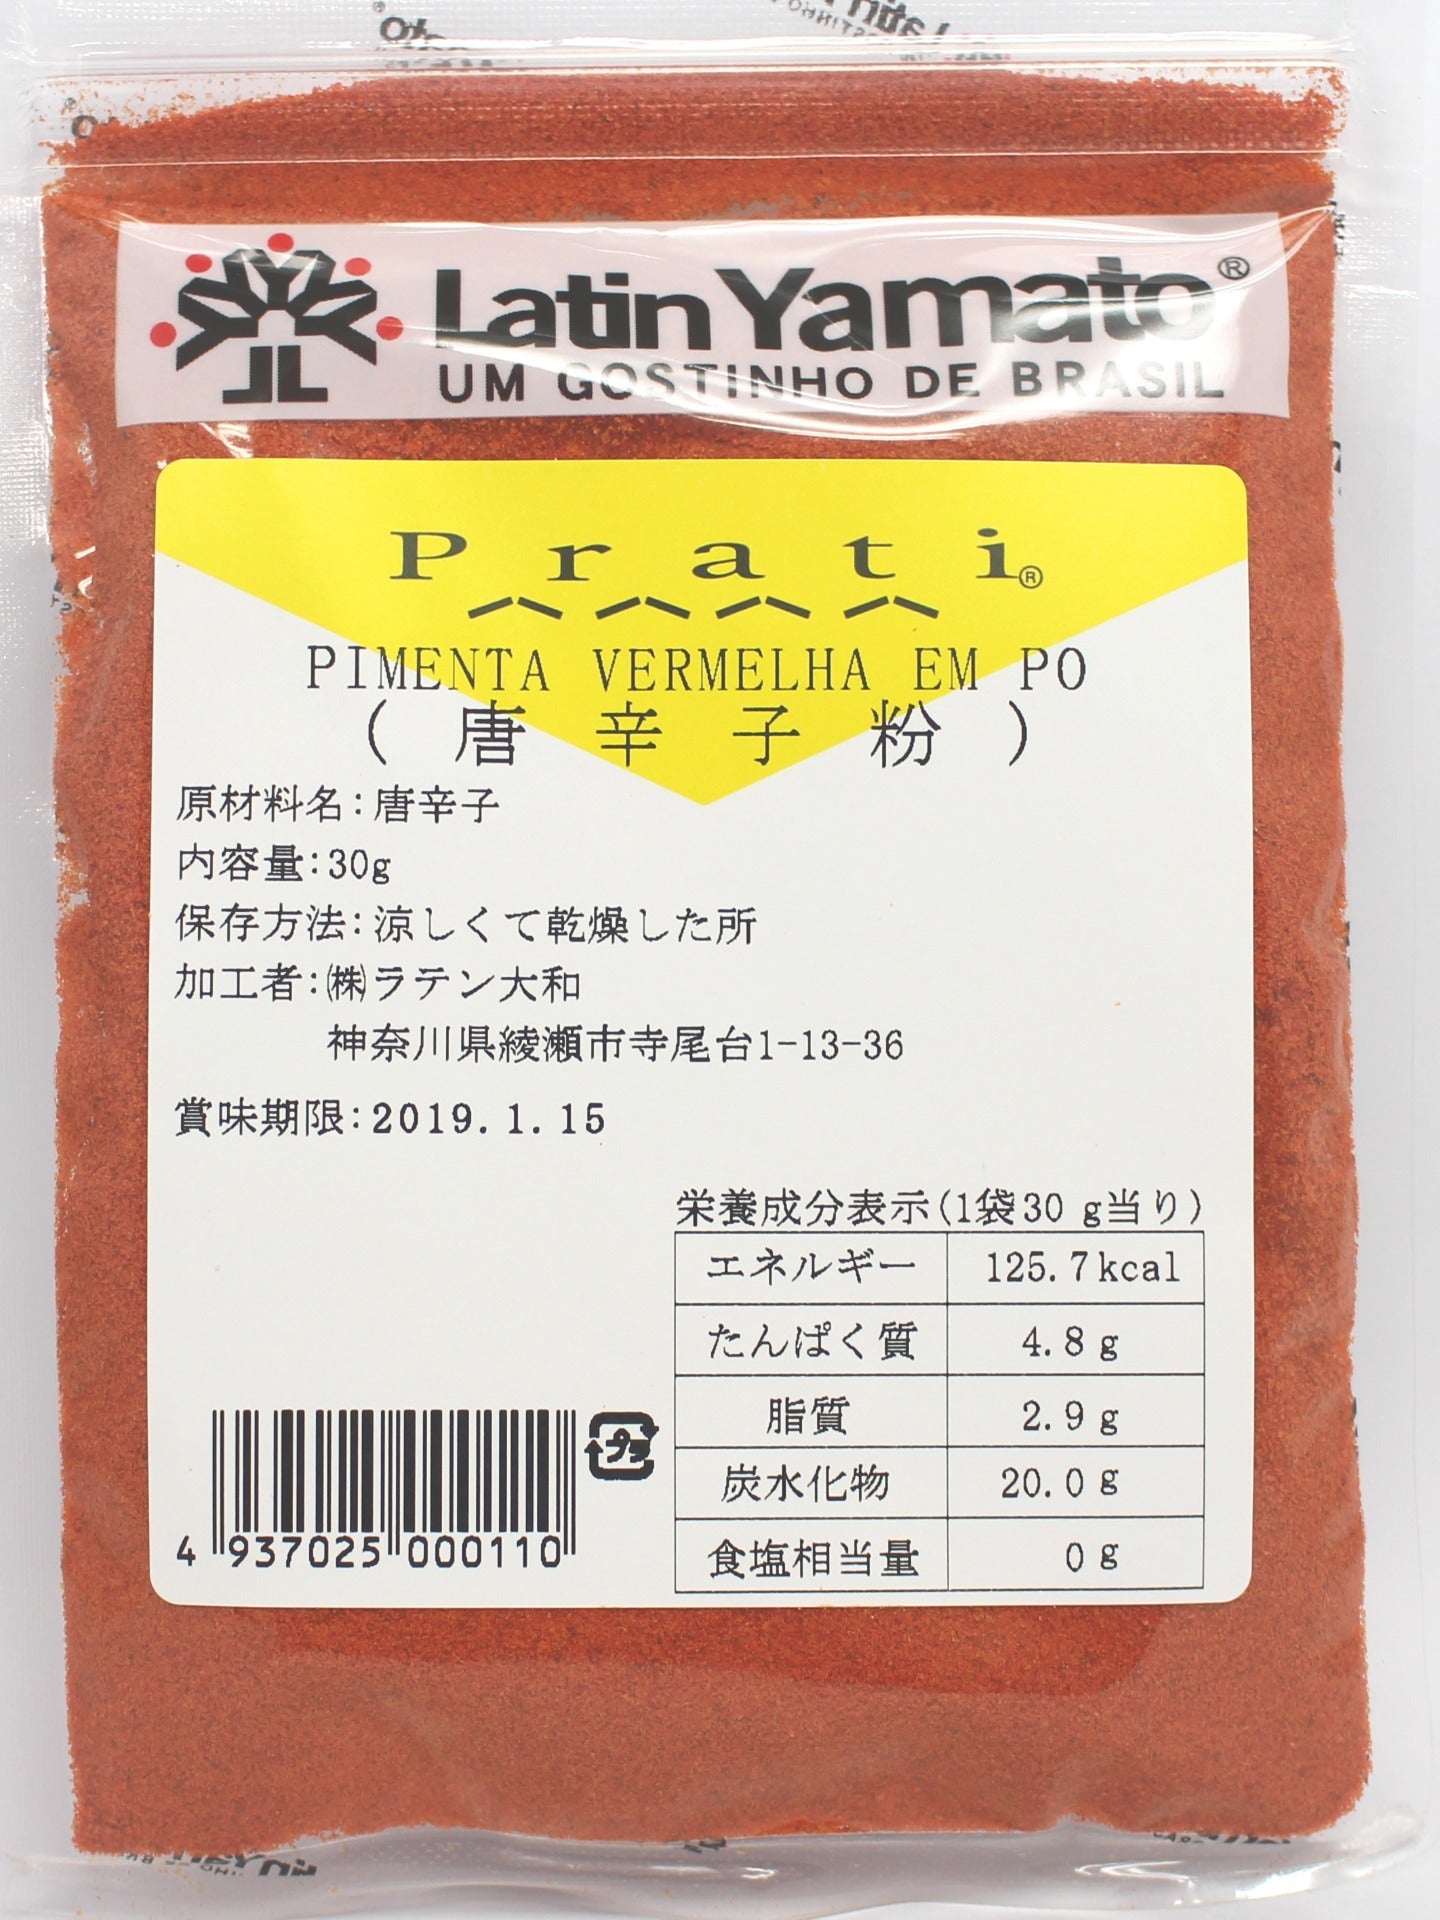 Latin Yamato®
UM GOSTINHO DE BRASIL
Prati®
PIMENTA VERMELHA EM PO
(唐辛子粉)
原材料名:唐辛子
内容量:30g
保存方法:涼しくて乾燥した所
加工者:㈱ラテン大和
神奈川県綾瀬市寺尾台1-13-36
賞味期限:2019.1.15
栄養成分表示(1袋30g当り)
エネルギー 125.7kcal
たんぱく質 4.8g
脂質 2.9g
炭水化物 20.0g
食塩相当量 0g
プラ
4 937025 000110